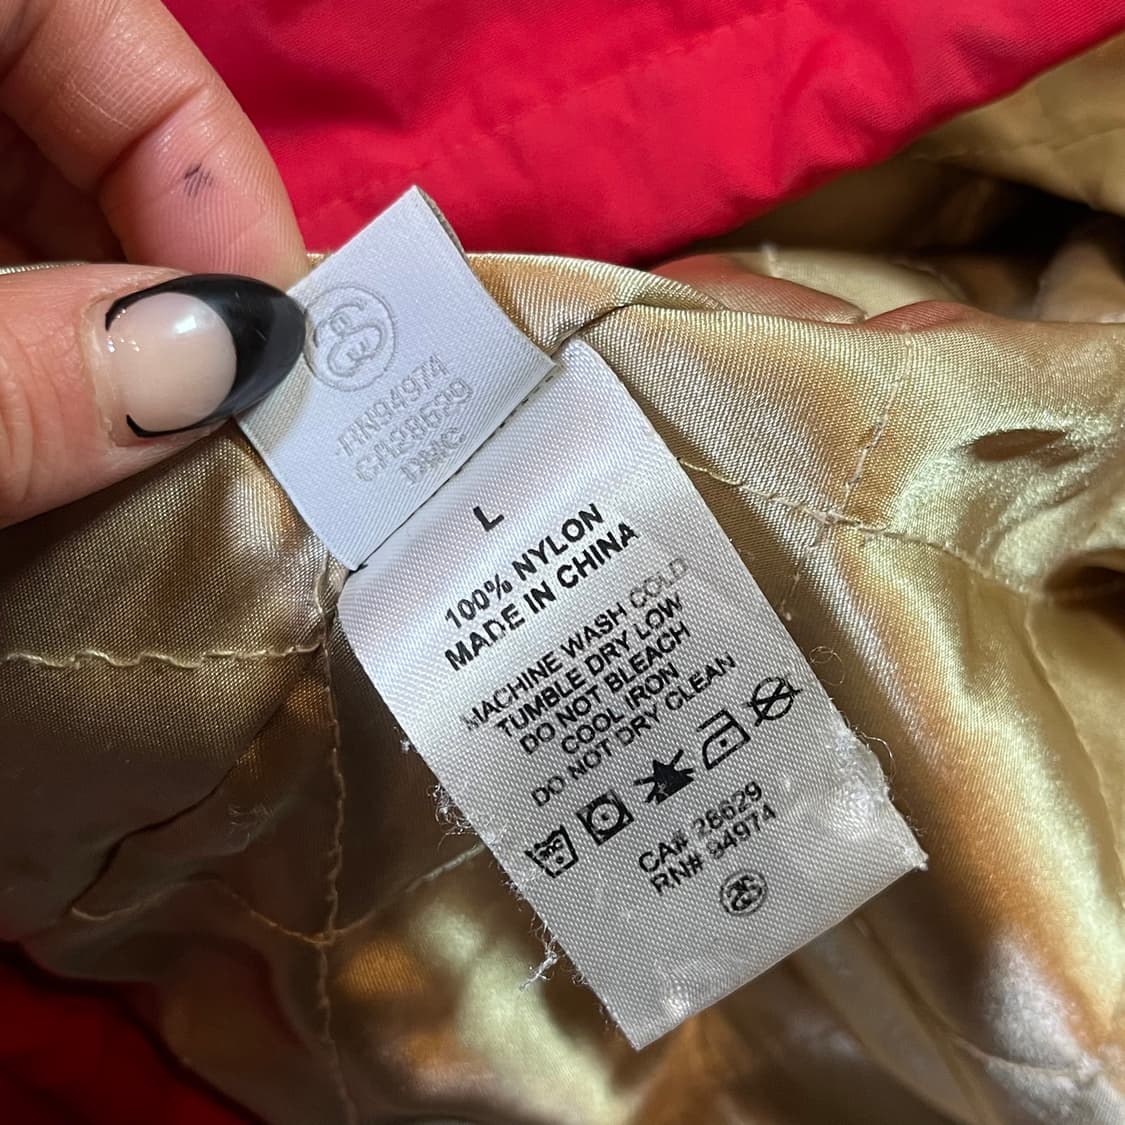 RN94974
CA28629
DNC
L
100% NYLON
MADE IN CHINA
MACHINE WASH COLD
TUMBLE DRY LOW
DO NOT BLEACH
COOL IRON
DO NOT DRY CLEAN
CA# 28629
RN# 94974